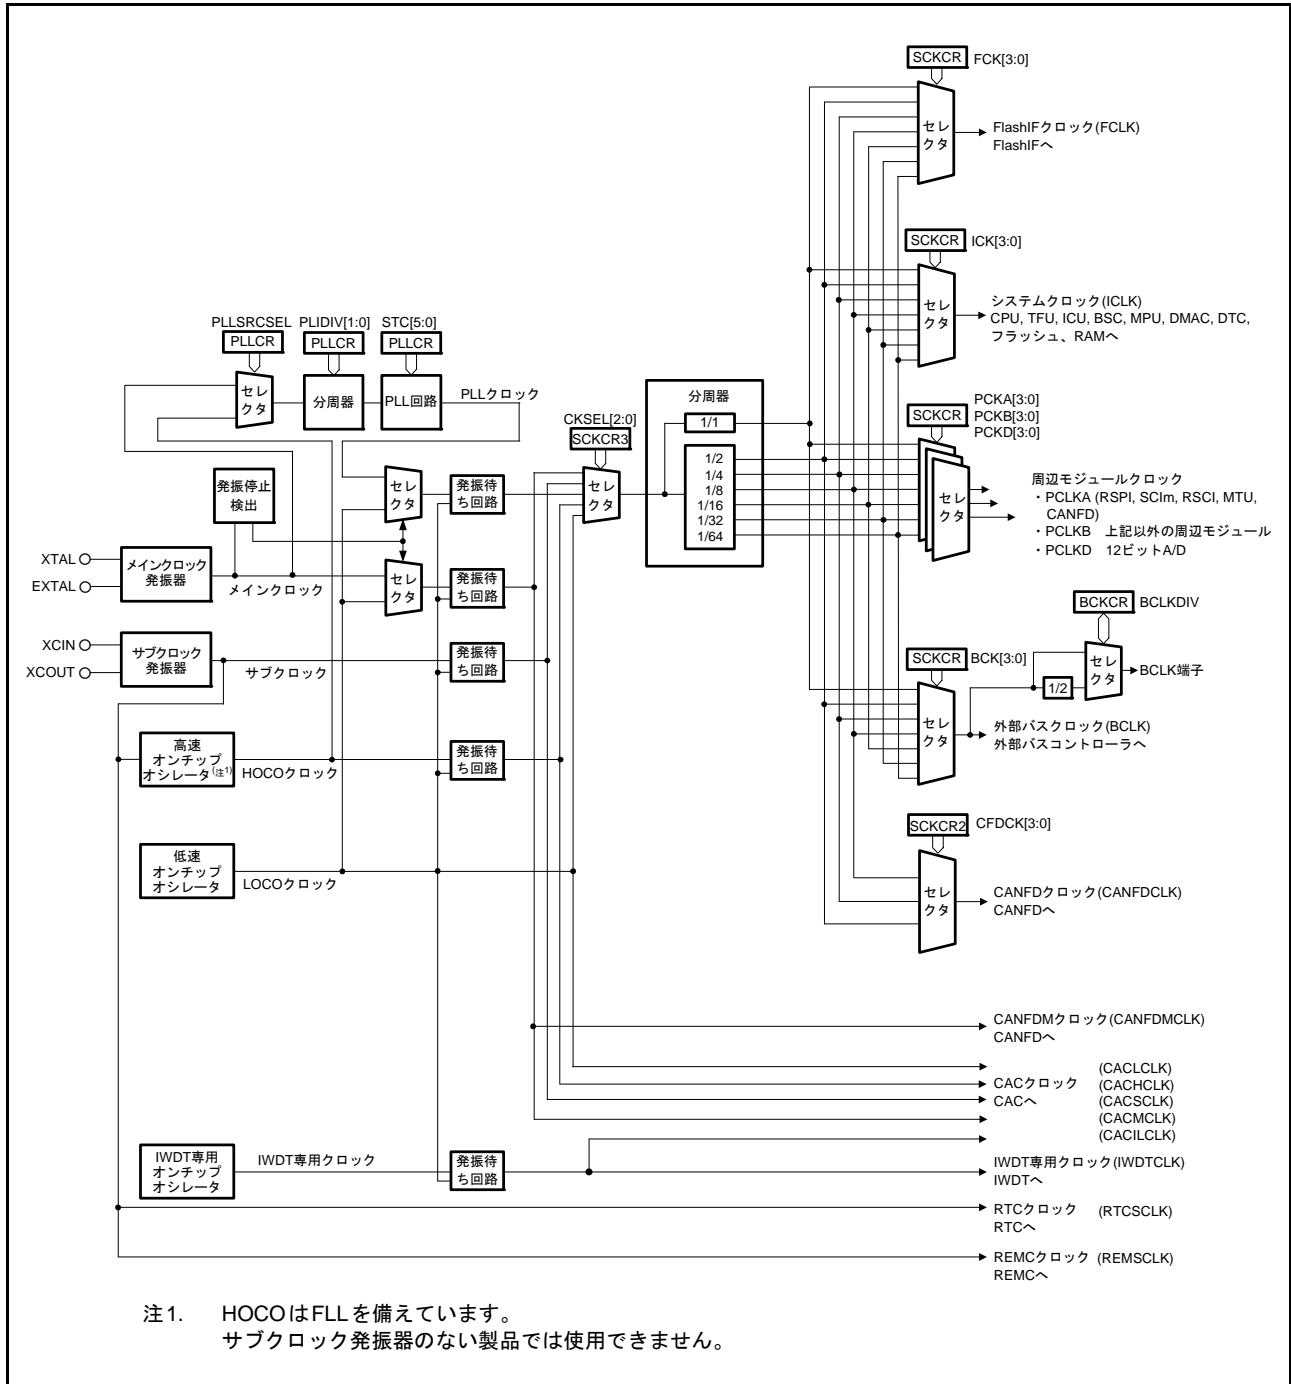 SCKCR FCK[3:0]
セレクタ
FlashIFクロック(FCLK)
FlashIFへ
SCKCR ICK[3:0]
セレクタ
システムクロック(ICLK)
CPU, TFU, ICU, BSC, MPU, DMAC, DTC,
フラッシュ、RAMへ
PLLSRCSEL PLIDIV[1:0] STC[5:0]
PLLCR PLLCR PLLCR
セレクタ
分周器
PLL回路
PLLクロック
CKSEL[2:0]
SCKCR3
セレクタ
分周器
1/1
1/2
1/4
1/8
1/16
1/32
1/64
SCKCR
PCKA[3:0]
PCKB[3:0]
PCKD[3:0]
セレクタ
周辺モジュールクロック
・PCLKA (RSPI, SCIm, RSCI, MTU,
CANFD)
・PCLKB 上記以外の周辺モジュール
・PCLKD 12ビットA/D
発振停止
検出
セレクタ
発振待
ち回路
XTAL
EXTAL
メインクロック
発振器
メインクロック
セレクタ
発振待
ち回路
XCIN
XCOUT
サブクロック
発振器
サブクロック
発振待
ち回路
BCKCR BCLKDIV
セレクタ
1/2
BCLK端子
SCKCR BCK[3:0]
セレクタ
外部バスクロック(BCLK)
外部バスコントローラへ
高速
オンチップ
オシレータ(注1)
HOCOクロック
発振待
ち回路
SCKCR2 CFDCK[3:0]
セレクタ
CANFDクロック(CANFDCLK)
CANFDへ
低速
オンチップ
オシレータ
LOCOクロック
CANFDMクロック(CANFDMCLK)
CANFDへ
(CACLCLK)
CACクロック (CACHCLK)
CACへ (CACSCLK)
(CACMCLK)
(CACILCLK)
IWDT専用
オンチップ
オシレータ
IWDT専用クロック
発振待
ち回路
IWDT専用クロック(IWDTCLK)
IWDTへ
RTCクロック (RTCSCLK)
RTCへ
REMCクロック (REMSCLK)
REMCへ
注1. HOCOはFLLを備えています。
サブクロック発振器のない製品では使用できません。